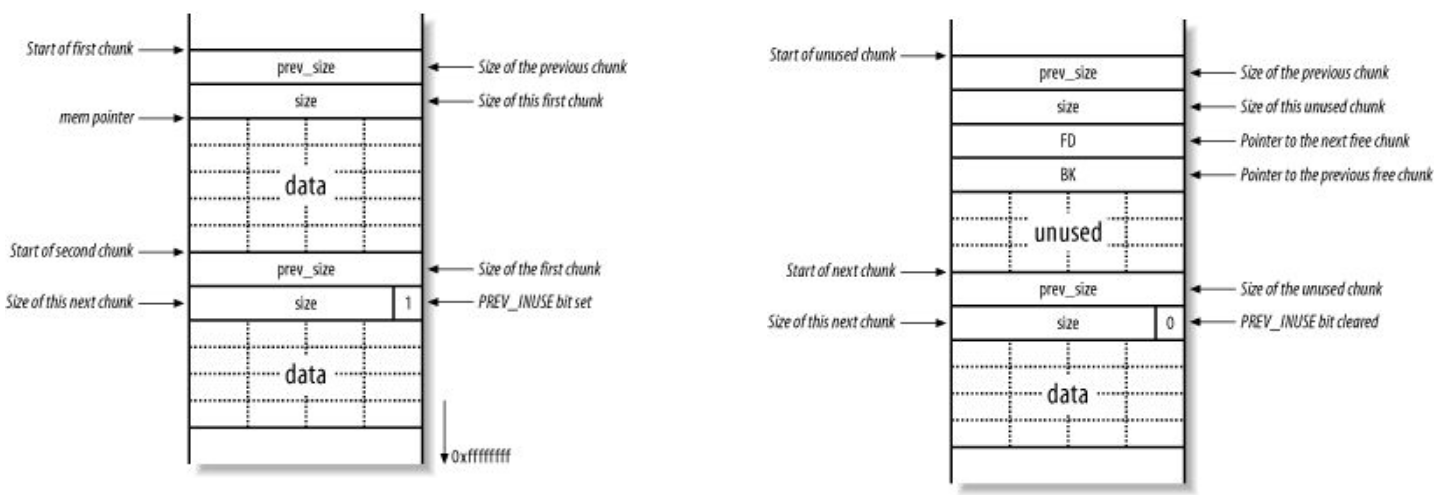 Start of first chunk
prev_size
Size of the previous chunk
size
Size of this first chunk
mem pointer
data
Start of second chunk
prev_size
Size of the first chunk
Size of this next chunk
size
1
PREV_INUSE bit set
data
0xffffffff
Start of unused chunk
prev_size
Size of the previous chunk
size
Size of this unused chunk
FD
Pointer to the next free chunk
BK
Pointer to the previous free chunk
unused
Start of next chunk
prev_size
Size of the unused chunk
Size of this next chunk
size
0
PREV_INUSE bit cleared
data